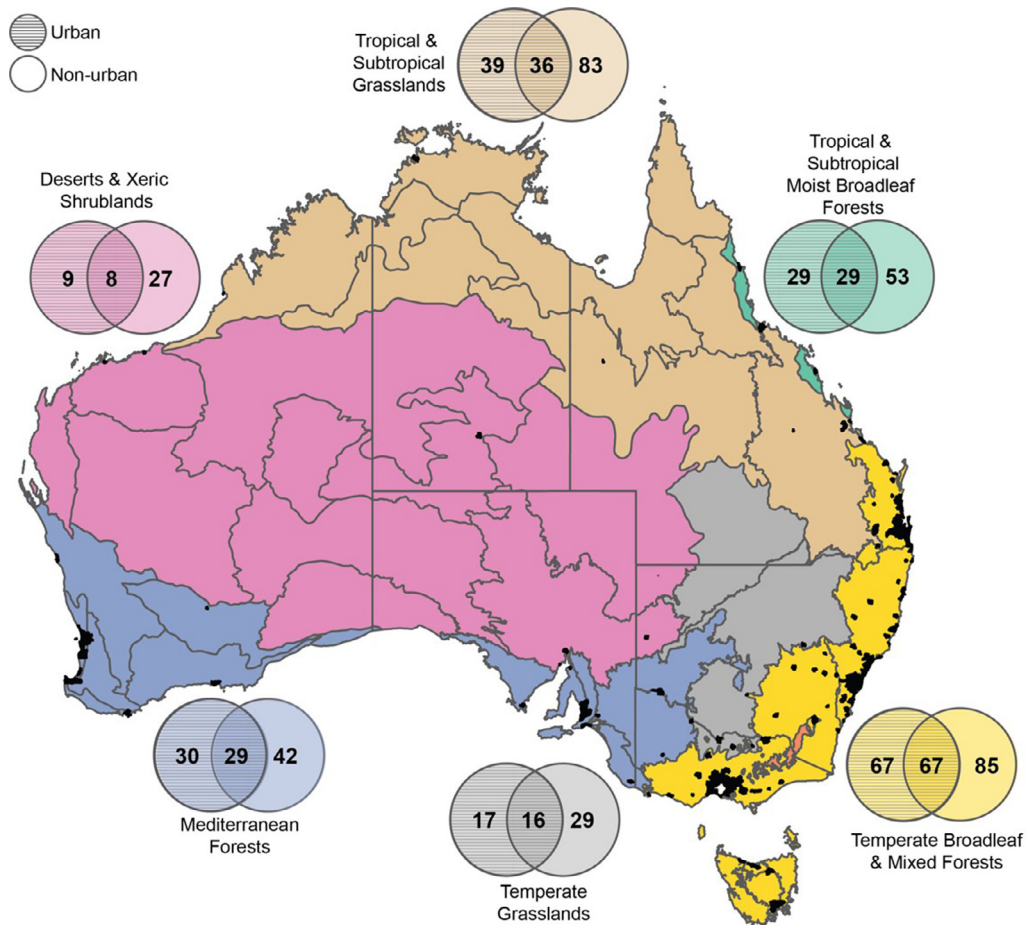 Urban
Non-urban
Tropical &
Subtropical
Grasslands
39 36 83
Tropical &
Subtropical
Moist Broadleaf
Forests
29 29 53
Deserts & Xeric
Shrublands
9 8 27
30 29 42
Mediterranean
Forests
17 16 29
Temperate
Grasslands
67 67 85
Temperate Broadleaf
& Mixed Forests